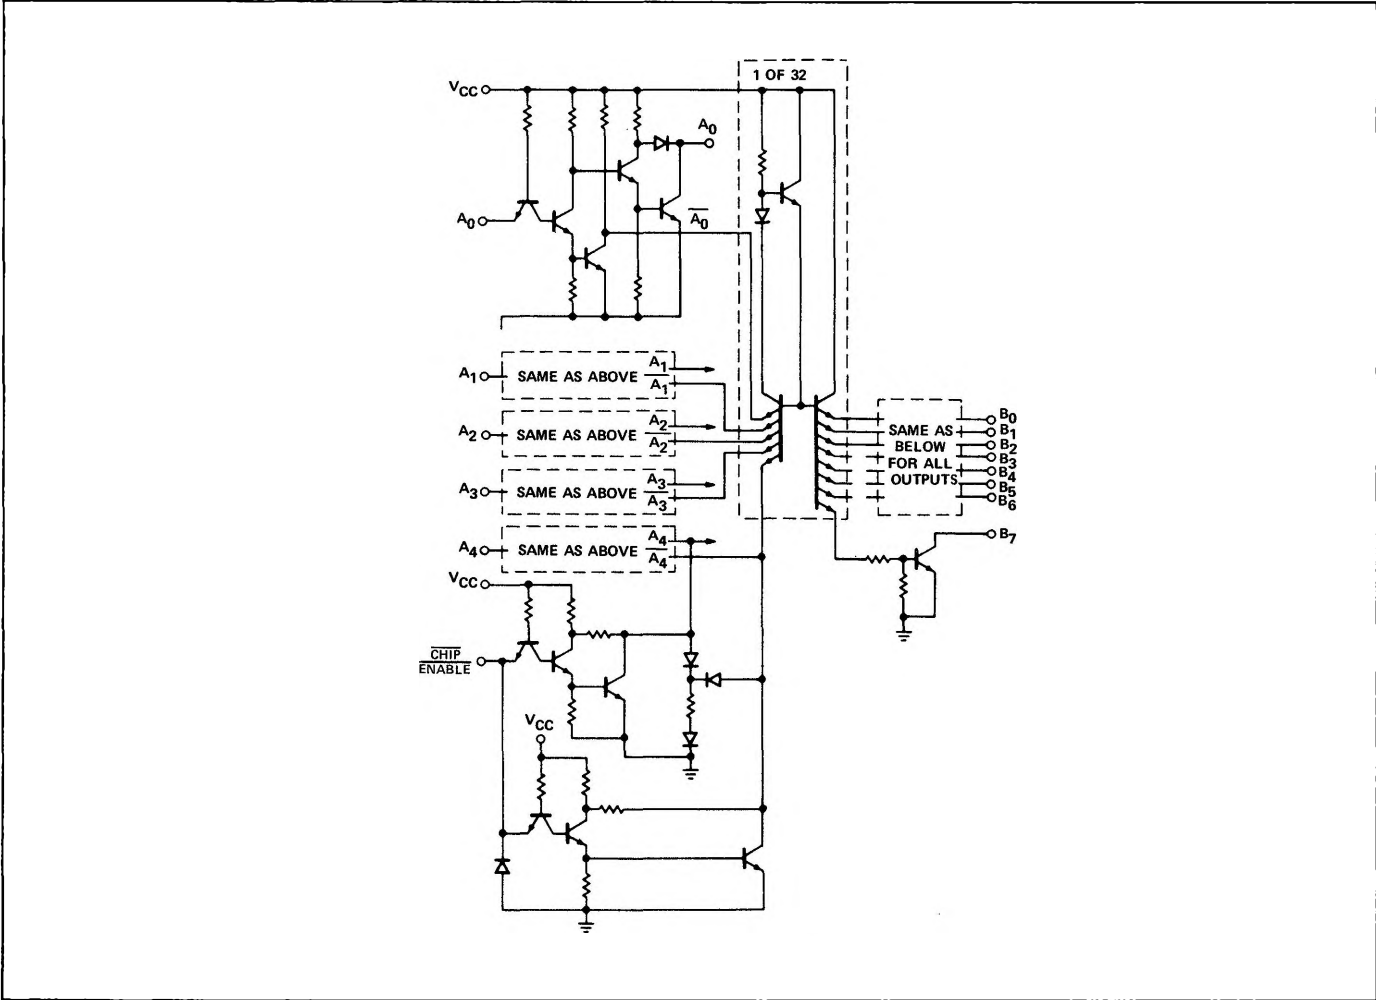 1 OF 32
VCC
A0
A0
A0
A1
SAME AS ABOVE
A1
A1
A2
SAME AS ABOVE
A2
A2
A3
SAME AS ABOVE
A3
A3
A4
SAME AS ABOVE
A4
A4
SAME AS
BELOW
FOR ALL
OUTPUTS
B0
B1
B2
B3
B4
B5
B6
B7
VCC
CHIP
ENABLE
VCC